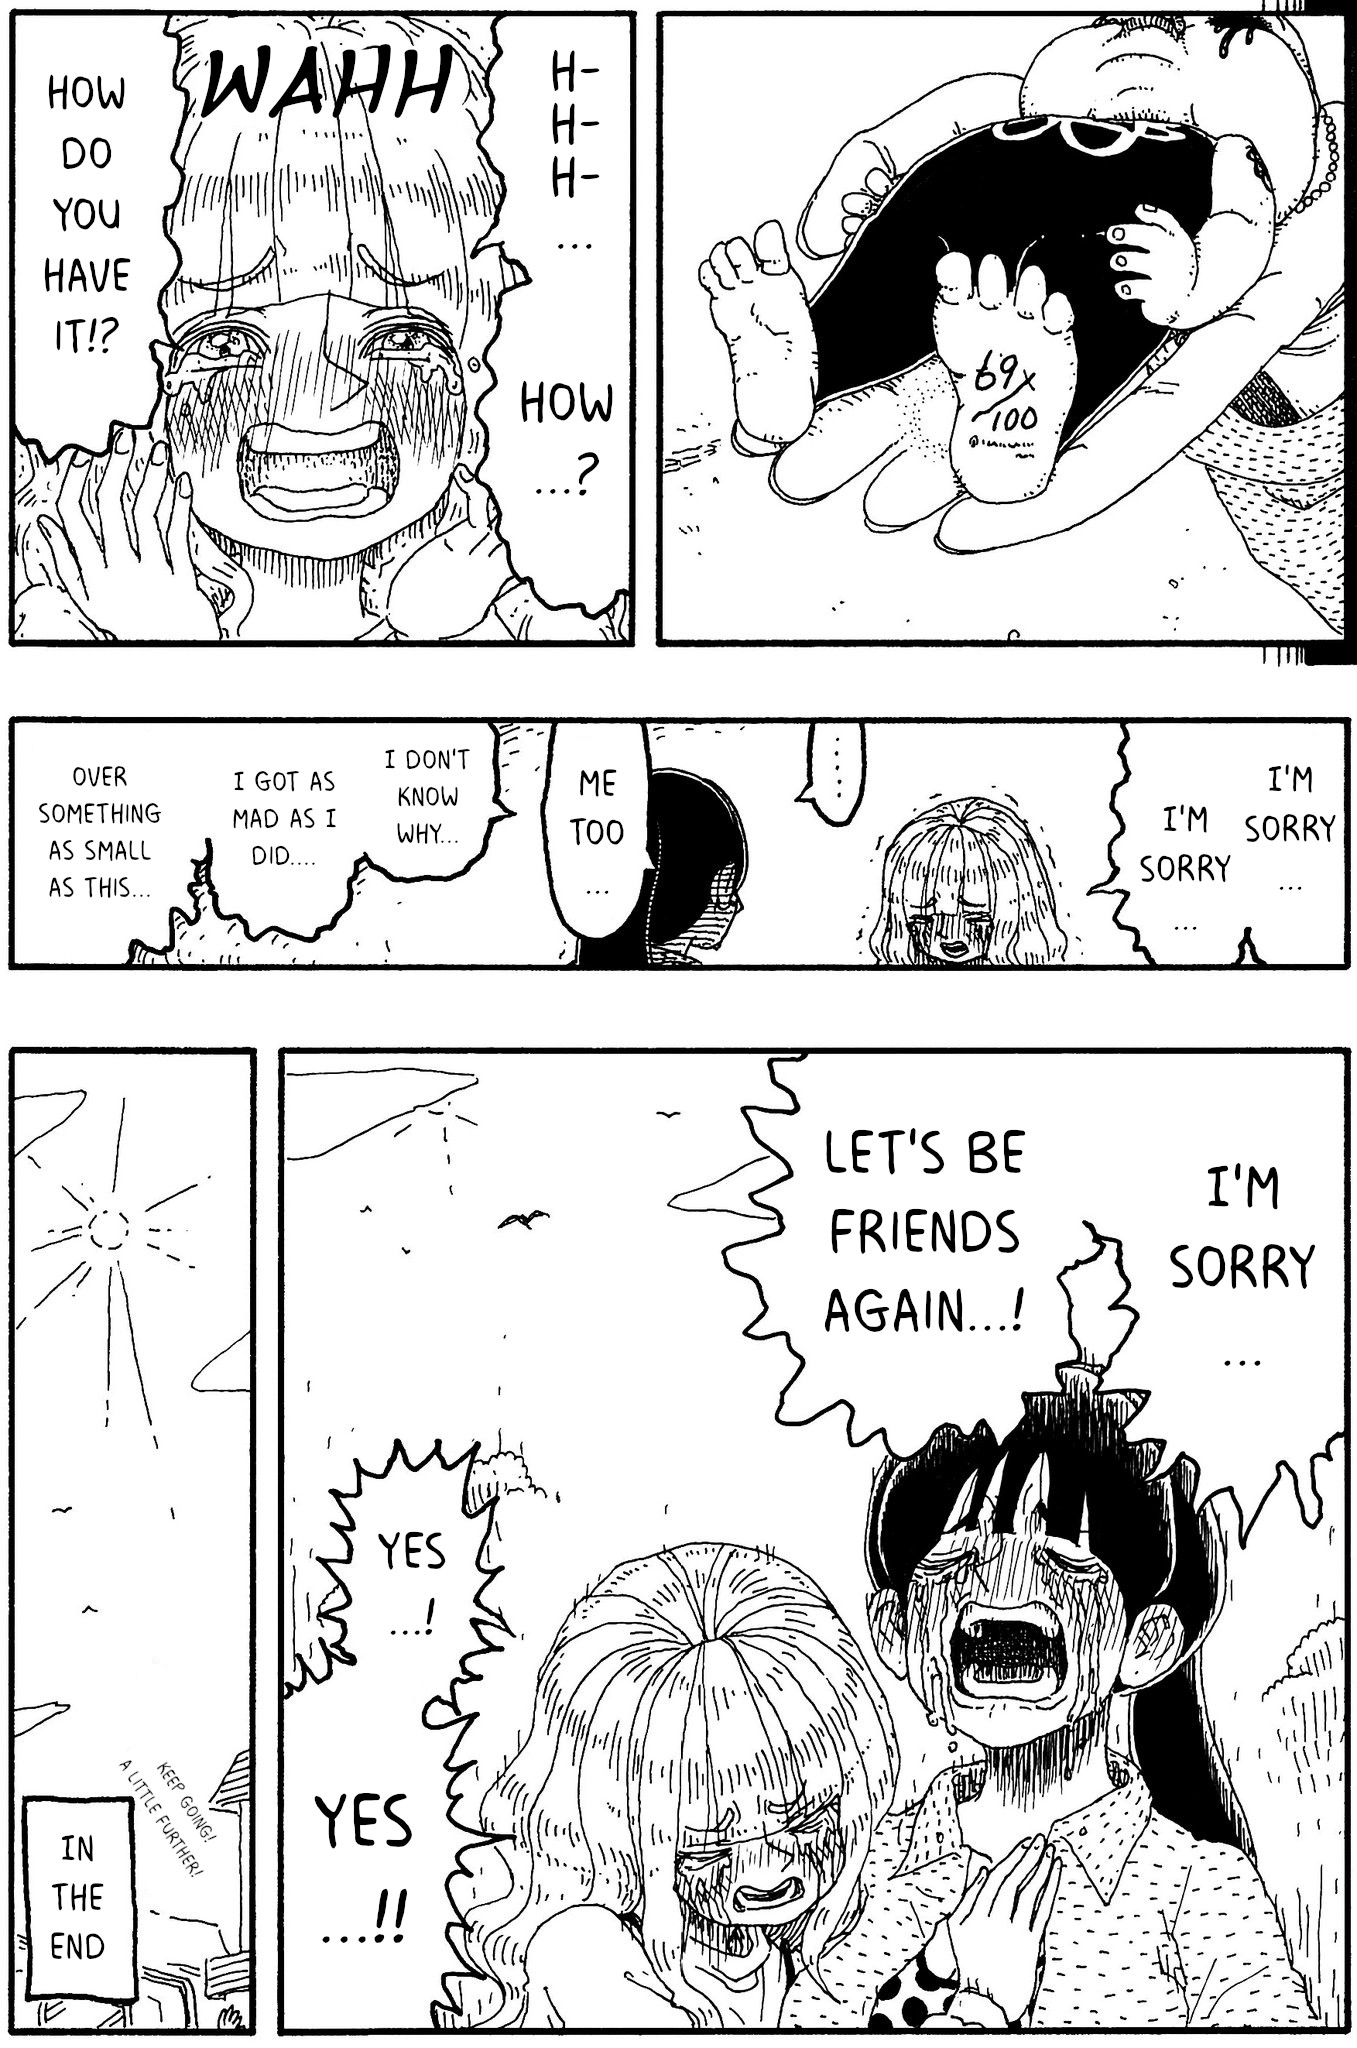 69x
100
H-
H-
H-
...
HOW
...?
WAHH
HOW
DO
YOU
HAVE
IT!?
I'M
SORRY
...
I'M
SORRY
...
......
ME
TOO
...
I DON'T
KNOW
WHY...
I GOT AS
MAD AS I
DID....
OVER
SOMETHING
AS SMALL
AS THIS...
I'M
SORRY
...
LET'S BE
FRIENDS
AGAIN...!
YES
...!
YES
...!!
KEEP GOING!
A LITTLE FURTHER!
IN
THE
END